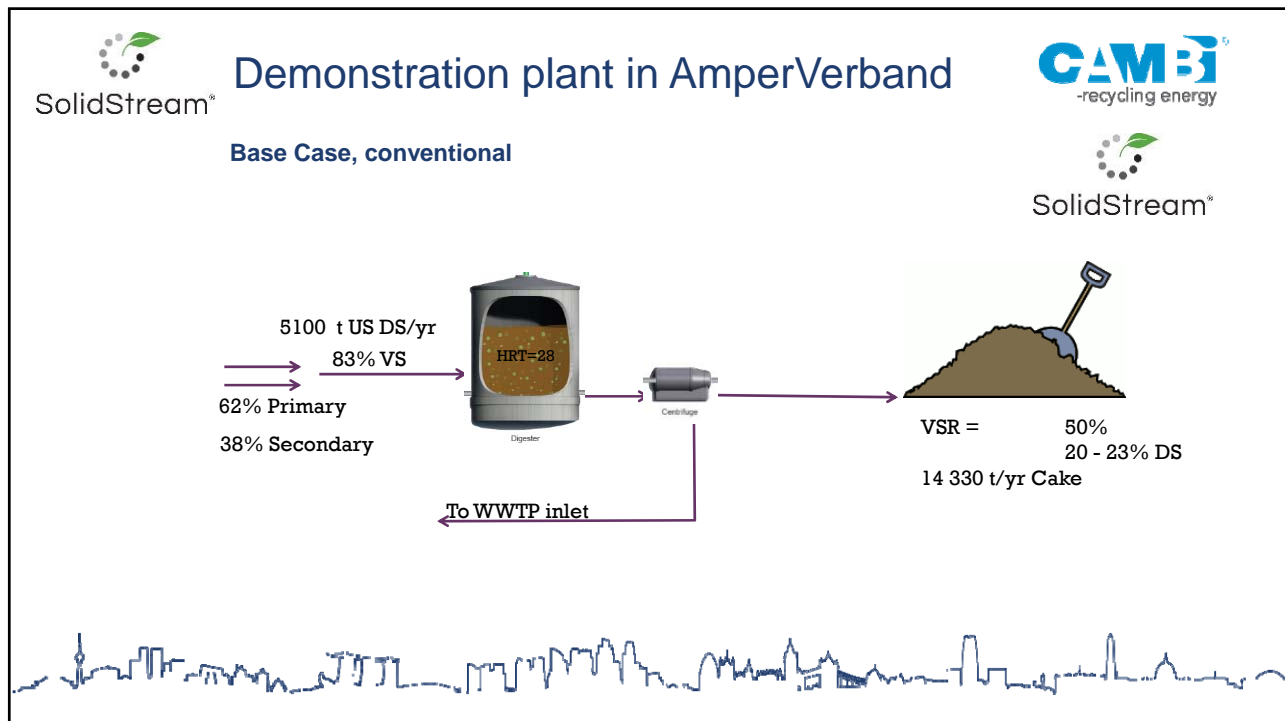 SolidStream®
Demonstration plant in AmperVerband
CAMBi®
-recycling energy
Base Case, conventional
SolidStream®
5100 t US DS/yr
83% VS
62% Primary
38% Secondary
HRT=28
Digester
Centrifuge
To WWTP inlet
VSR = 50%
20 - 23% DS
14 330 t/yr Cake